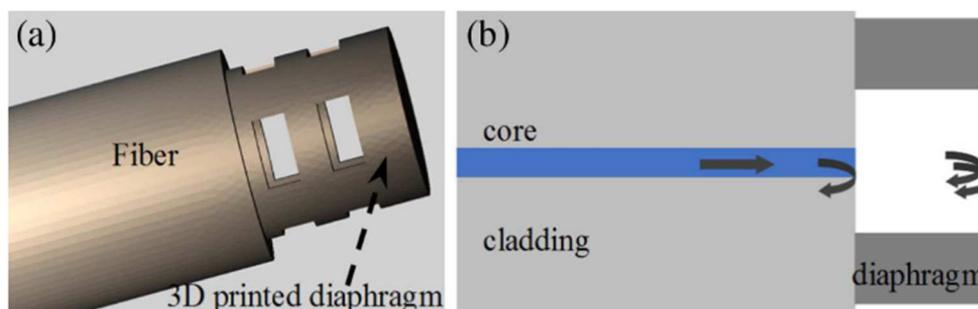 (a)
Fiber
3D printed diaphragm
(b)
core
cladding
diaphragm